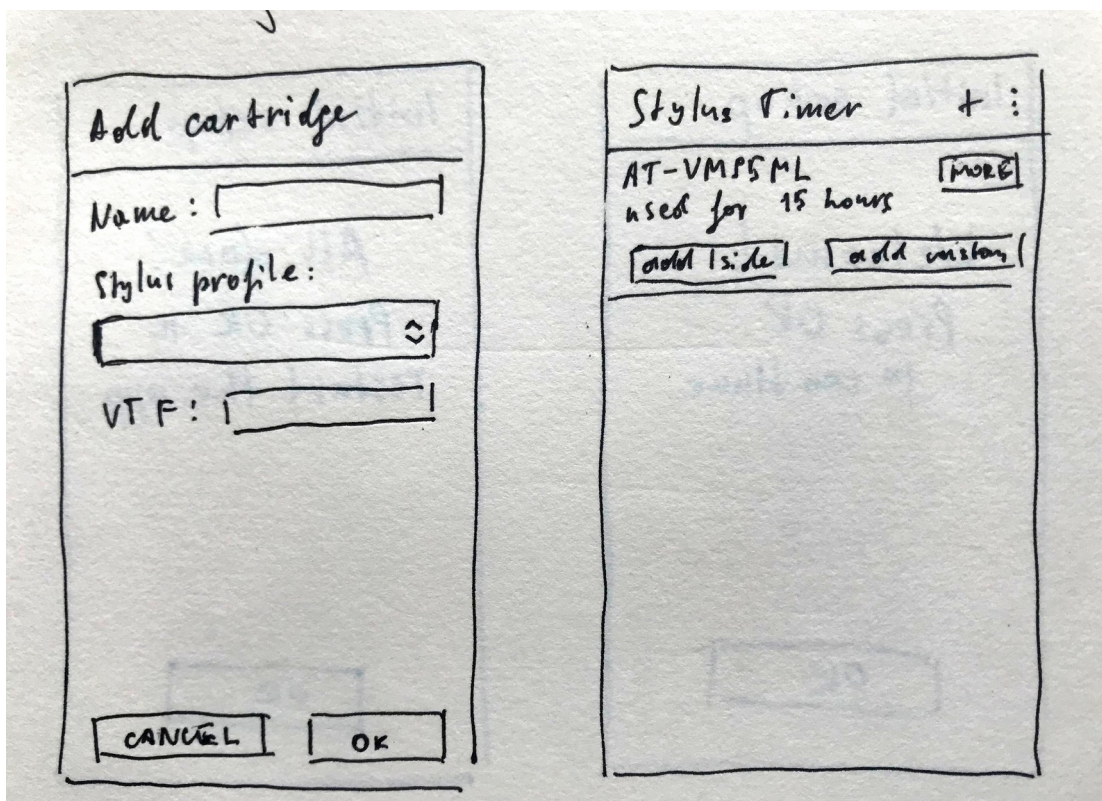 Add cartridge
Name:
Stylus profile:
VTF:
CANCEL OK
Stylus Timer + :
AT-VM95ML MORE
used for 15 hours
add 1 side add custom